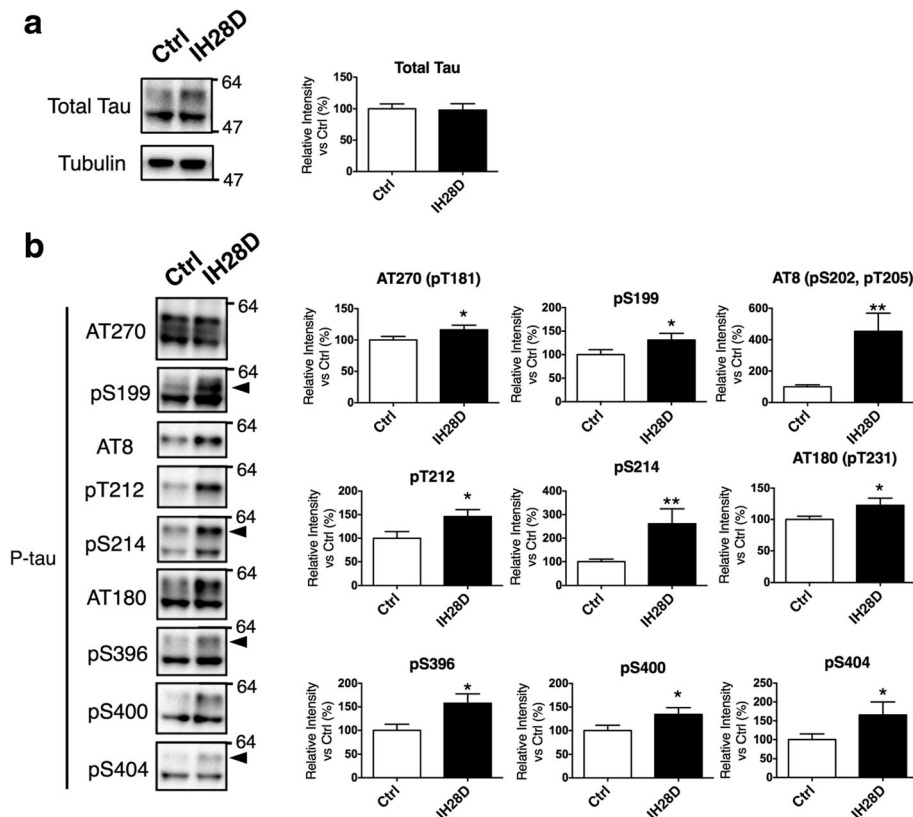 a
Ctrl
IH28D
64
Total Tau
47
Tubulin
47
Total Tau
Relative Intensity
vs Ctrl (%)
150
100
50
0
Ctrl
IH28D
b
Ctrl
IH28D
P-tau
64
AT270
64
pS199
AT8
64
pT212
64
pS214
64
AT180
64
pS396
64
pS400
64
pS404
AT270 (pT181)
Relative Intensity
vs Ctrl (%)
150
100
50
0
*
Ctrl
IH28D
pS199
Relative Intensity
vs Ctrl (%)
200
150
100
50
0
*
Ctrl
IH28D
AT8 (pS202, pT205)
Relative Intensity
vs Ctrl (%)
600
400
200
0
**
Ctrl
IH28D
pT212
Relative Intensity
vs Ctrl (%)
200
150
100
50
0
*
Ctrl
IH28D
pS214
Relative Intensity
vs Ctrl (%)
400
300
200
100
0
**
Ctrl
IH28D
AT180 (pT231)
Relative Intensity
vs Ctrl (%)
150
100
50
0
*
Ctrl
IH28D
pS396
Relative Intensity
vs Ctrl (%)
200
150
100
50
0
*
Ctrl
IH28D
pS400
Relative Intensity
vs Ctrl (%)
200
150
100
50
0
*
Ctrl
IH28D
pS404
Relative Intensity
vs Ctrl (%)
200
150
100
50
0
*
Ctrl
IH28D